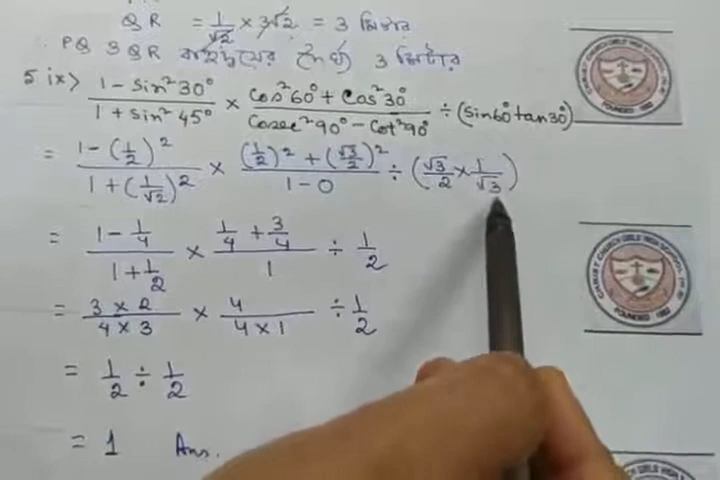 QR = 1/√2 × 3√2 = 3 মিটার
∴ PQ ও QR বাহুদ্বয়ের দৈর্ঘ্য 3 মিটার
5 ix> (1 - sin²30°)/(1 + sin²45°) × (cos²60° + cos²30°)/(cosec²90° - cot²90°) ÷ (sin60° tan30°)
= (1 - (1/2)²)/(1 + (1/√2)²) × ((1/2)² + (√3/2)²)/(1 - 0) ÷ (√3/2 × 1/√3)
= (1 - 1/4)/(1 + 1/2) × (1/4 + 3/4)/1 ÷ 1/2
= (3 × 2)/(4 × 3) × 4/(4 × 1) ÷ 1/2
= 1/2 ÷ 1/2
= 1 Ans.